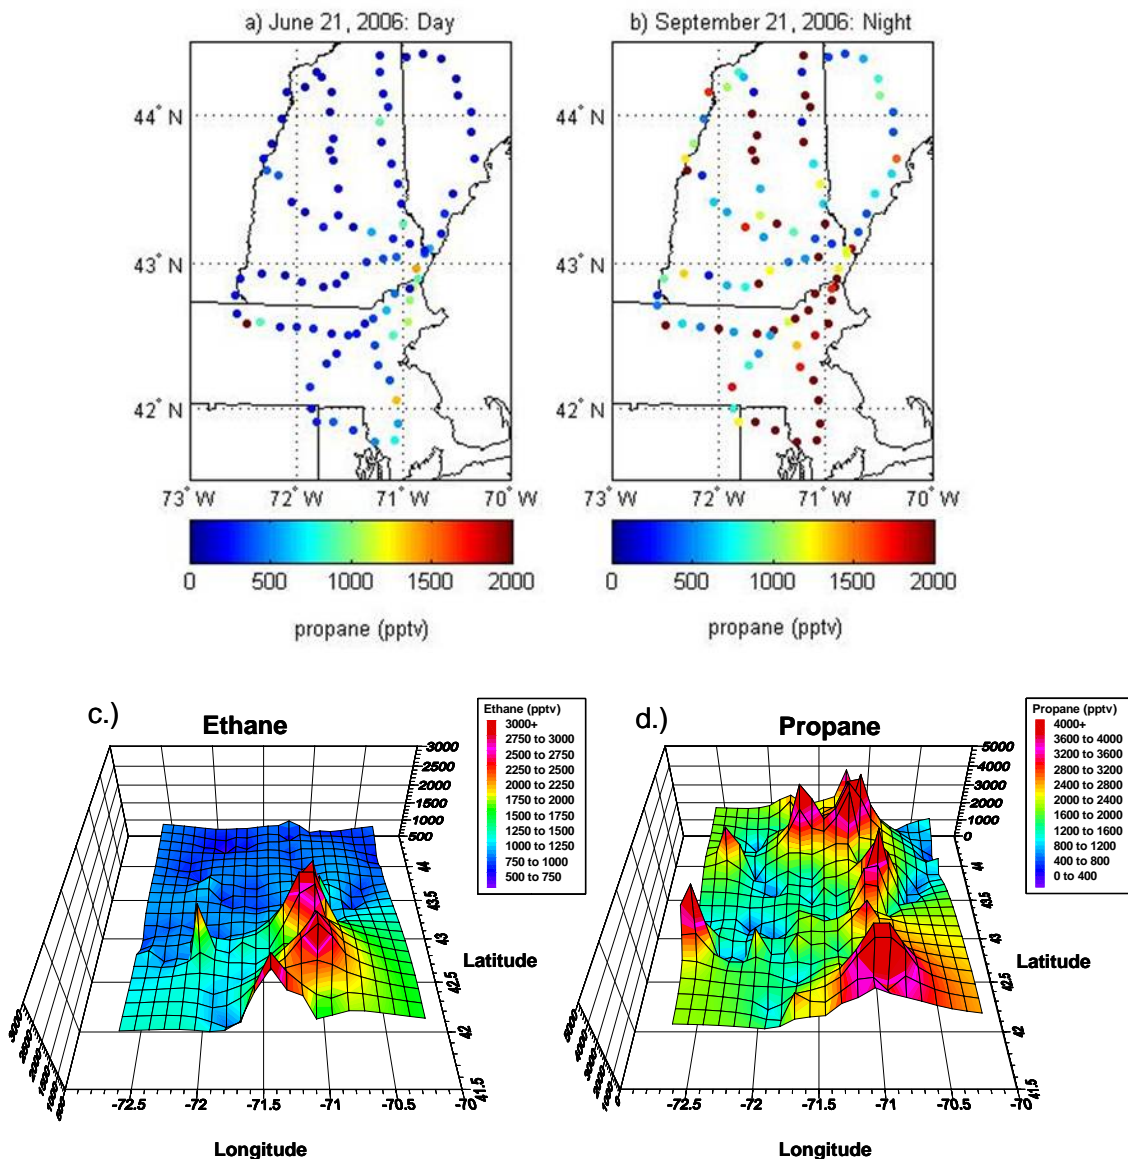 a) June 21, 2006: Day
b) September 21, 2006: Night
44° N
43° N
42° N
73° W 72° W 71° W 70° W
44° N
43° N
42° N
73° W 72° W 71° W 70° W
0 500 1000 1500 2000
propane (pptv)
0 500 1000 1500 2000
propane (pptv)
c.)
Ethane
Ethane (pptv)
3000+
2750 to 3000
2500 to 2750
2250 to 2500
2000 to 2250
1750 to 2000
1500 to 1750
1250 to 1500
1000 to 1250
750 to 1000
500 to 750
3000
2500
2000
1500
1000
500
44
43.5
43
42.5
42
41.5
Latitude
-72.5 -72 -71.5 -71 -70.5 -70
Longitude
d.)
Propane
Propane (pptv)
4000+
3600 to 4000
3200 to 3600
2800 to 3200
2400 to 2800
2000 to 2400
1600 to 2000
1200 to 1600
800 to 1200
400 to 800
0 to 400
5000
4000
3000
2000
1000
0
44
43.5
43
42.5
42
41.5
Latitude
-72.5 -72 -71.5 -71 -70.5 -70
Longitude